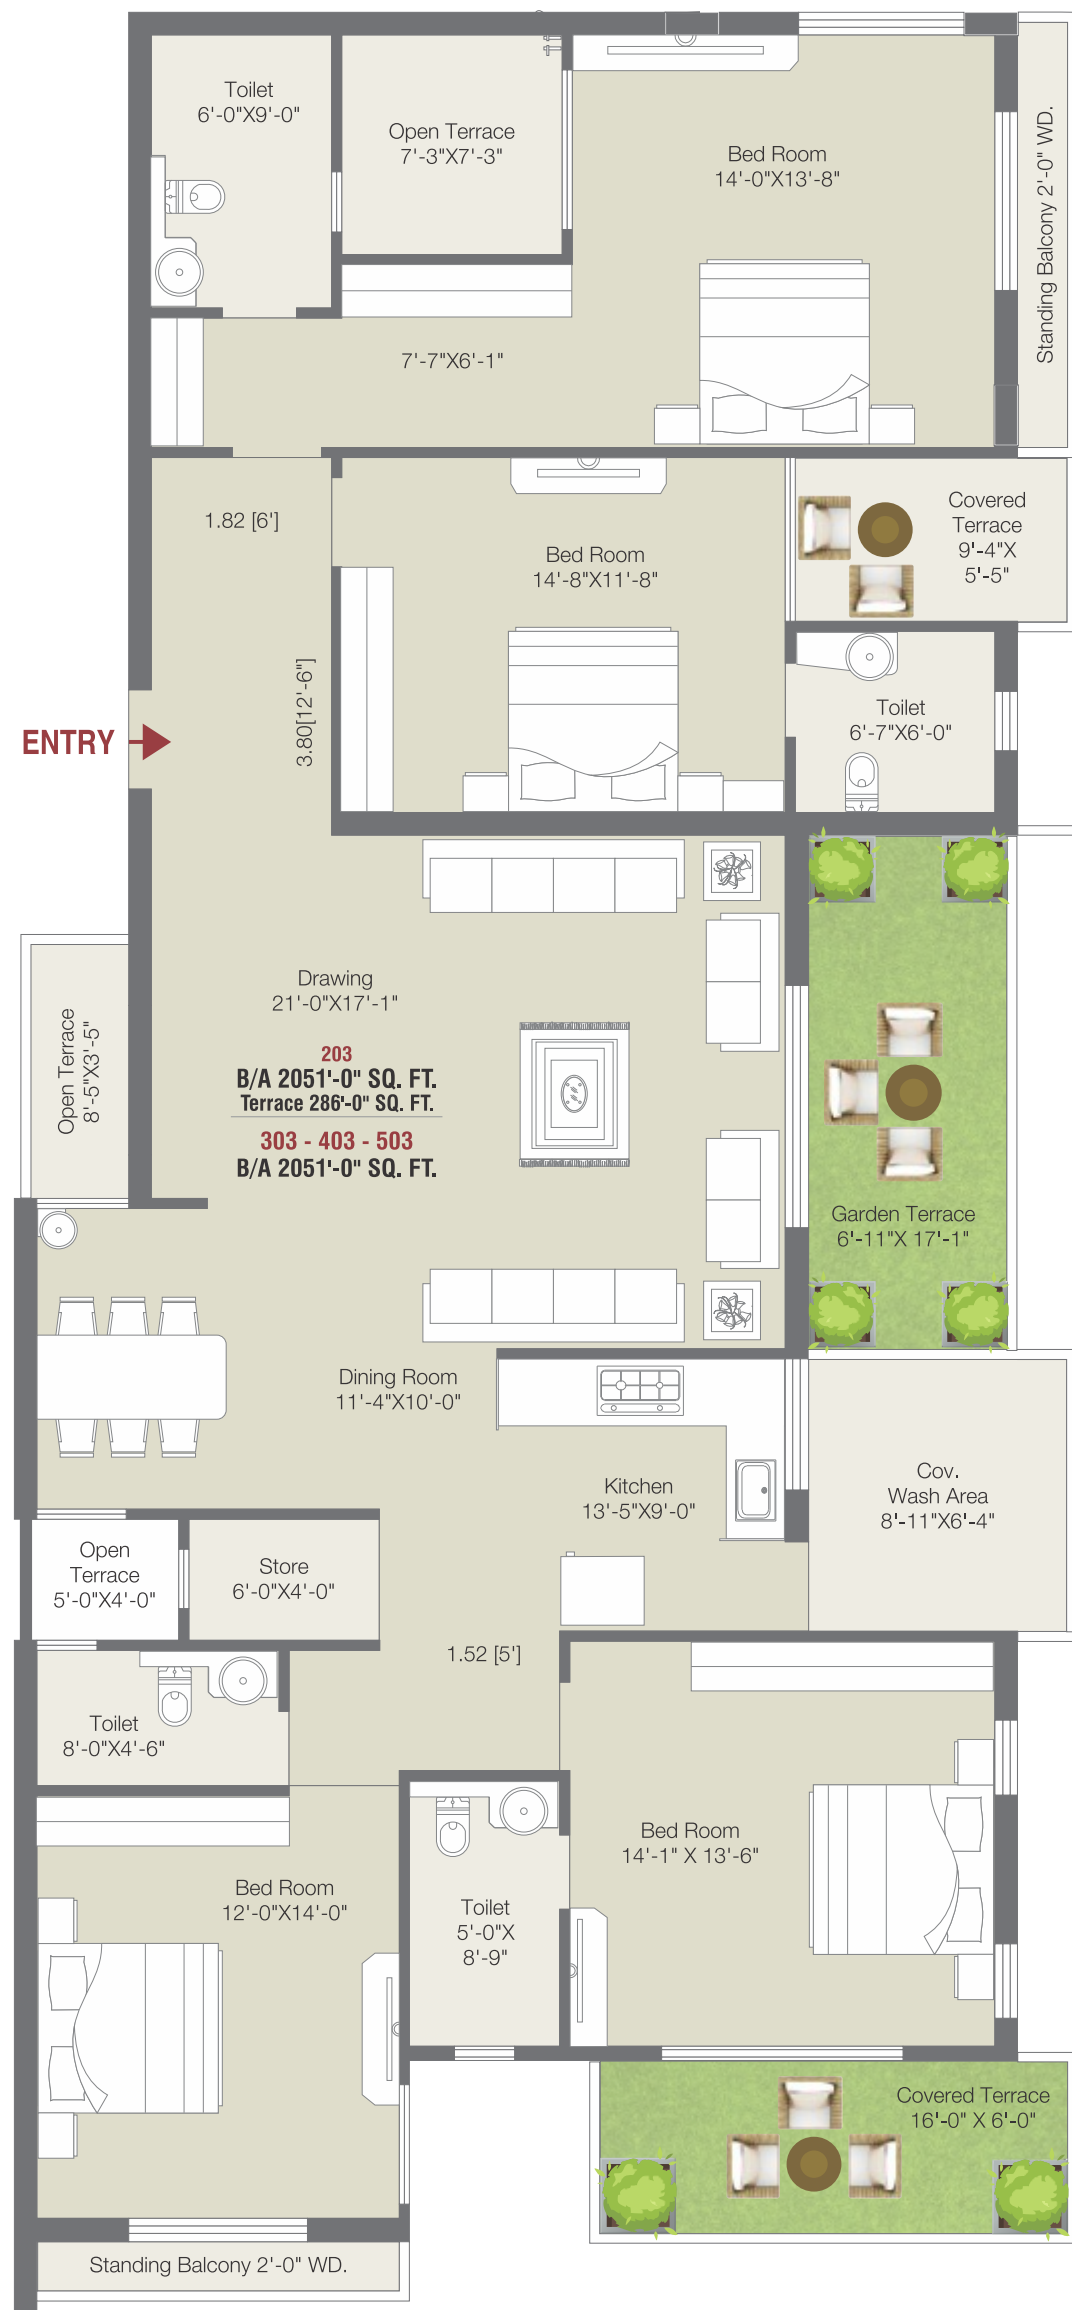 Toilet
6'-0"X9'-0"
Open Terrace
7'-3"X7'-3"
Bed Room
14'-0"X13'-8"
Standing Balcony 2'-0" WD.
7'-7"X6'-1"
1.82 [6']
Bed Room
14'-8"X11'-8"
Covered
Terrace
9'-4"X
5'-5"
3.80[12'-6"]
Toilet
6'-7"X6'-0"
ENTRY
Drawing
21'-0"X17'-1"
Open Terrace
8'-5"X3'-5"
203
B/A 2051'-0" SQ. FT.
Terrace 286'-0" SQ. FT.
303 - 403 - 503
B/A 2051'-0" SQ. FT.
Garden Terrace
6'-11"X 17'-1"
Dining Room
11'-4"X10'-0"
Kitchen
13'-5"X9'-0"
Cov.
Wash Area
8'-11"X6'-4"
Open
Terrace
5'-0"X4'-0"
Store
6'-0"X4'-0"
1.52 [5']
Toilet
8'-0"X4'-6"
Bed Room
14'-1" X 13'-6"
Bed Room
12'-0"X14'-0"
Toilet
5'-0"X
8'-9"
Covered Terrace
16'-0" X 6'-0"
Standing Balcony 2'-0" WD.